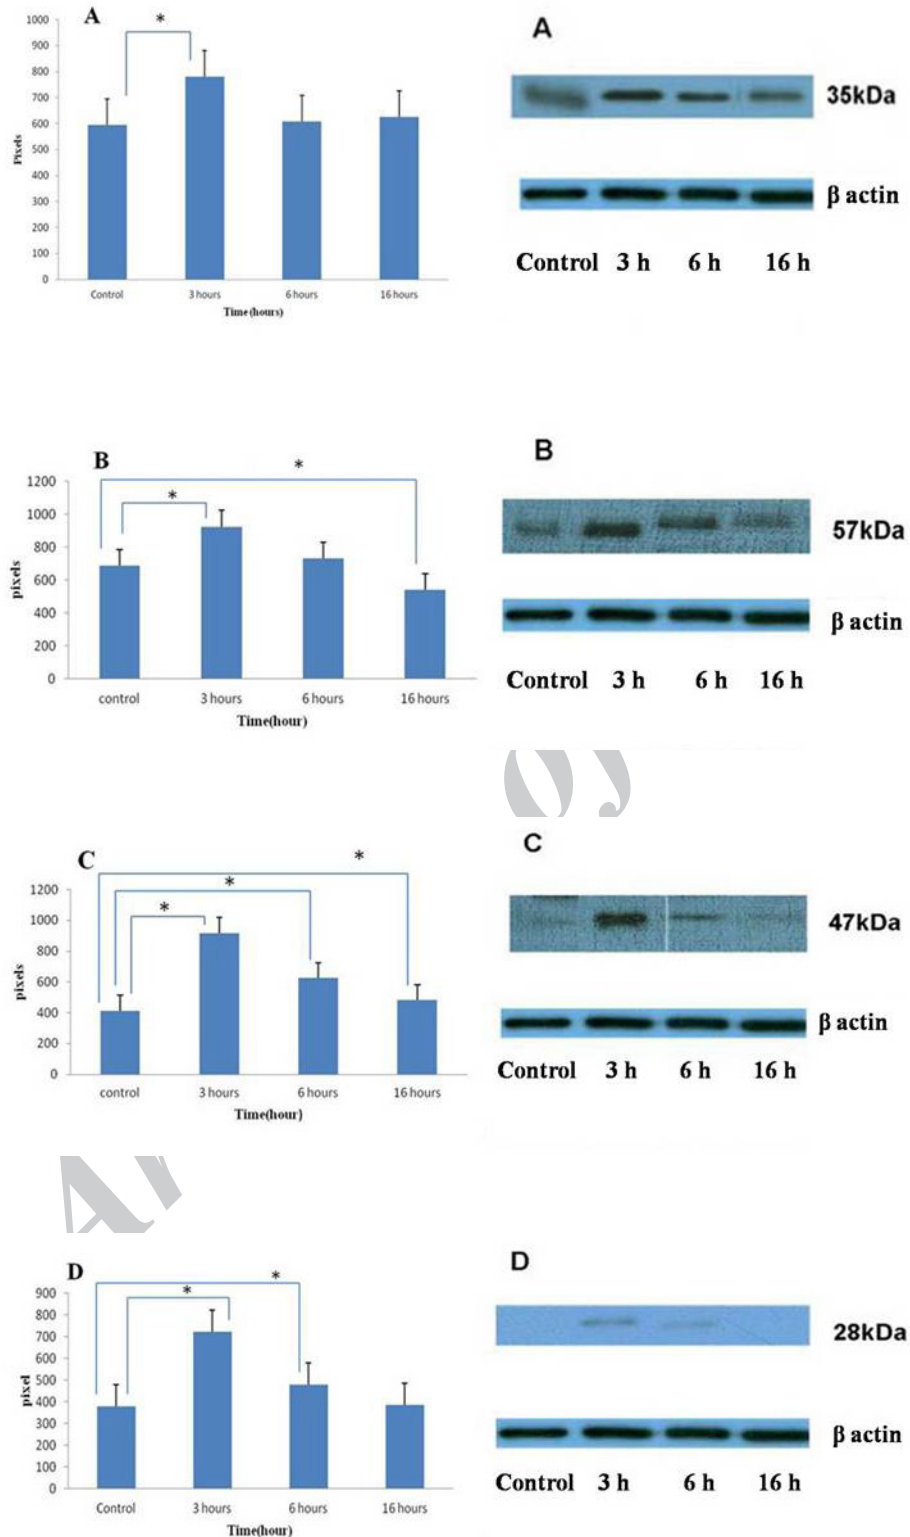 A
*
1000
900
800
700
600
500
400
300
200
100
0
Pixels
Control 3 hours 6 hours 16 hours
Time(hours)
A
35kDa
β actin
Control 3 h 6 h 16 h
B
*
*
1200
1000
800
600
400
200
0
pixels
control 3 hours 6 hours 16 hours
Time(hour)
B
57kDa
β actin
Control 3 h 6 h 16 h
C
*
*
*
1200
1000
800
600
400
200
0
pixels
control 3 hours 6 hours 16 hours
Time(hour)
C
47kDa
β actin
Control 3 h 6 h 16 h
D
*
*
900
800
700
600
500
400
300
200
100
0
pixel
Control 3 hours 6 hours 16 hours
Time(hour)
D
28kDa
β actin
Control 3 h 6 h 16 h